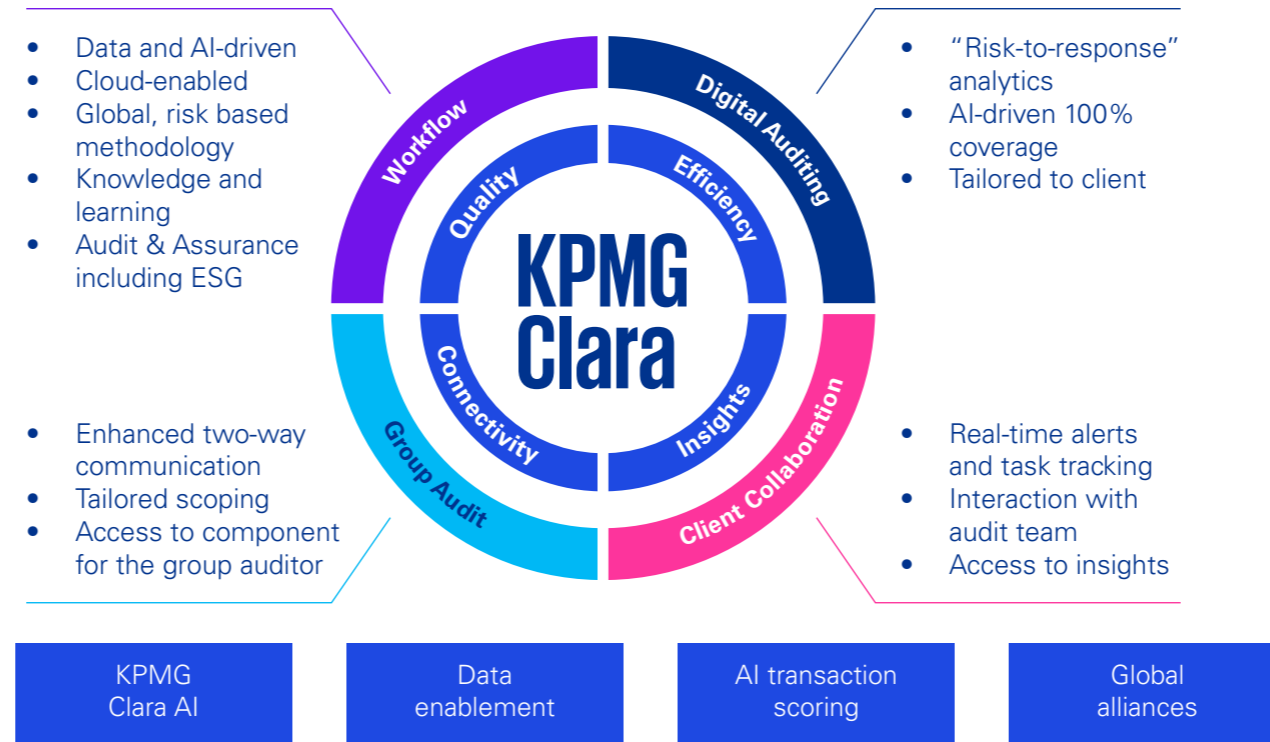 • Data and AI-driven
• Cloud-enabled
• Global, risk based
methodology
• Knowledge and
learning
• Audit & Assurance
including ESG
• “Risk-to-response”
analytics
• AI-driven 100%
coverage
• Tailored to client
Workflow
Digital Auditing
Quality
Efficiency
KPMG
Clara
Connectivity
Insights
Group Audit
Client Collaboration
• Enhanced two-way
communication
• Tailored scoping
• Access to component
for the group auditor
• Real-time alerts
and task tracking
• Interaction with
audit team
• Access to insights
KPMG
Clara AI
Data
enablement
AI transaction
scoring
Global
alliances